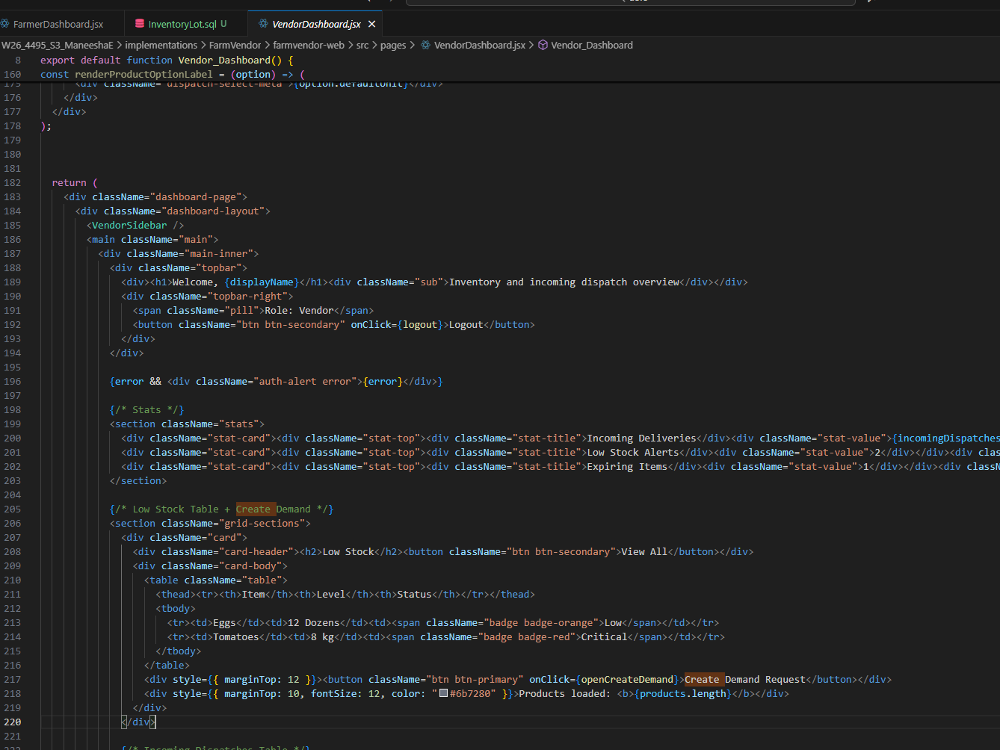 FarmerDashboard.jsx InventoryLot.sql U VendorDashboard.jsx
W26_4495_S3_ManeeshaE > implementations > FarmVendor > farmvendor-web > src > pages > VendorDashboard.jsx > Vendor_Dashboard
8 export default function Vendor_Dashboard() {
160 const renderProductOptionLabel = (option) => (
175 <div className="dispatch-select-meta">{option.defaultUnit}</div>
176 </div>
177 </div>
178 );
179
180
181
182 return (
183 <div className="dashboard-page">
184 <div className="dashboard-layout">
185 <VendorSidebar />
186 <main className="main">
187 <div className="main-inner">
188 <div className="topbar">
189 <div><h1>Welcome, {displayName}</h1><div className="sub">Inventory and incoming dispatch overview</div></div>
190 <div className="topbar-right">
191 <span className="pill">Role: Vendor</span>
192 <button className="btn btn-secondary" onClick={logout}>Logout</button>
193 </div>
194 </div>
195
196 {error && <div className="auth-alert error">{error}</div>}
197
198 {/* Stats */}
199 <section className="stats">
200 <div className="stat-card"><div className="stat-top"><div className="stat-title">Incoming Deliveries</div><div className="stat-value">{incomingDispatches
201 <div className="stat-card"><div className="stat-top"><div className="stat-title">Low Stock Alerts</div><div className="stat-value">2</div></div><div clas
202 <div className="stat-card"><div className="stat-top"><div className="stat-title">Expiring Items</div><div className="stat-value">1</div></div><div classN
203 </section>
204
205 {/* Low Stock Table + Create Demand */}
206 <section className="grid-sections">
207 <div className="card">
208 <div className="card-header"><h2>Low Stock</h2><button className="btn btn-secondary">View All</button></div>
209 <div className="card-body">
210 <table className="table">
211 <thead><tr><th>Item</th><th>Level</th><th>Status</th></tr></thead>
212 <tbody>
213 <tr><td>Eggs</td><td>12 Dozens</td><td><span className="badge badge-orange">Low</span></td></tr>
214 <tr><td>Tomatoes</td><td>8 kg</td><td><span className="badge badge-red">Critical</span></td></tr>
215 </tbody>
216 </table>
217 <div style={{ marginTop: 12 }}><button className="btn btn-primary" onClick={openCreateDemand}>Create Demand Request</button></div>
218 <div style={{ marginTop: 10, fontSize: 12, color: "#6b7280" }}>Products loaded: <b>{products.length}</b></div>
219 </div>
220 </div>
221
222 {/* Incoming Dispatches Table */}